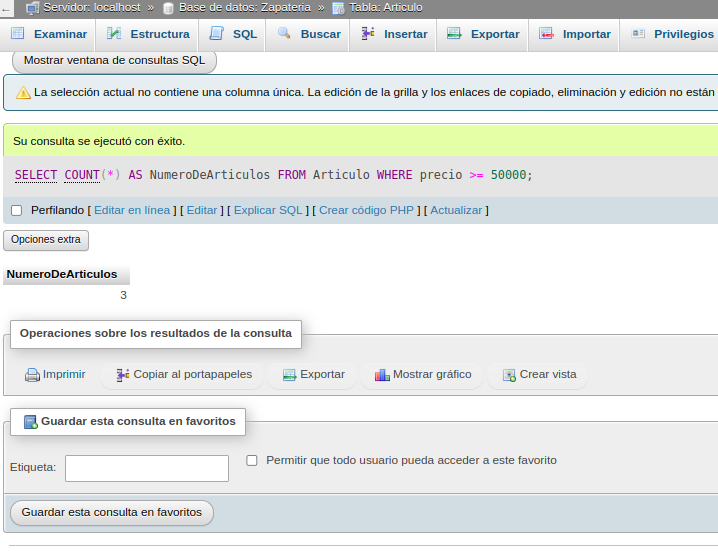 ← Servidor: localhost » Base de datos: Zapateria » Tabla: Articulo
Examinar Estructura SQL Buscar Insertar Exportar Importar Privilegios
Mostrar ventana de consultas SQL
La selección actual no contiene una columna única. La edición de la grilla y los enlaces de copiado, eliminación y edición no están
Su consulta se ejecutó con éxito.
SELECT COUNT(*) AS NumeroDeArticulos FROM Articulo WHERE precio >= 50000;
Perfilando [ Editar en línea ] [ Editar ] [ Explicar SQL ] [ Crear código PHP ] [ Actualizar ]
Opciones extra
NumeroDeArticulos
3
Operaciones sobre los resultados de la consulta
Imprimir Copiar al portapapeles Exportar Mostrar gráfico Crear vista
Guardar esta consulta en favoritos
Etiqueta: Permitir que todo usuario pueda acceder a este favorito
Guardar esta consulta en favoritos